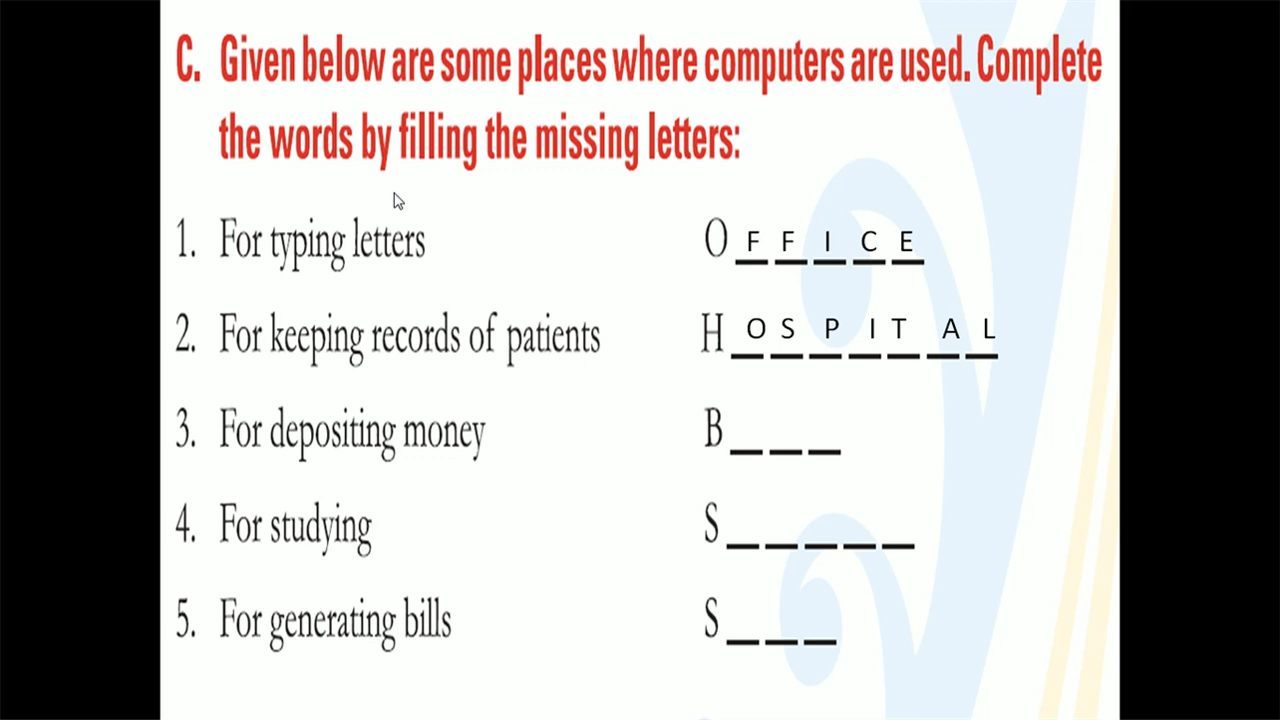 C. Given below are some places where computers are used. Complete
the words by filling the missing letters:
1. For typing letters O F F I C E
2. For keeping records of patients H O S P I T A L
3. For depositing money B _ _ _
4. For studying S _ _ _ _ _
5. For generating bills S _ _ _